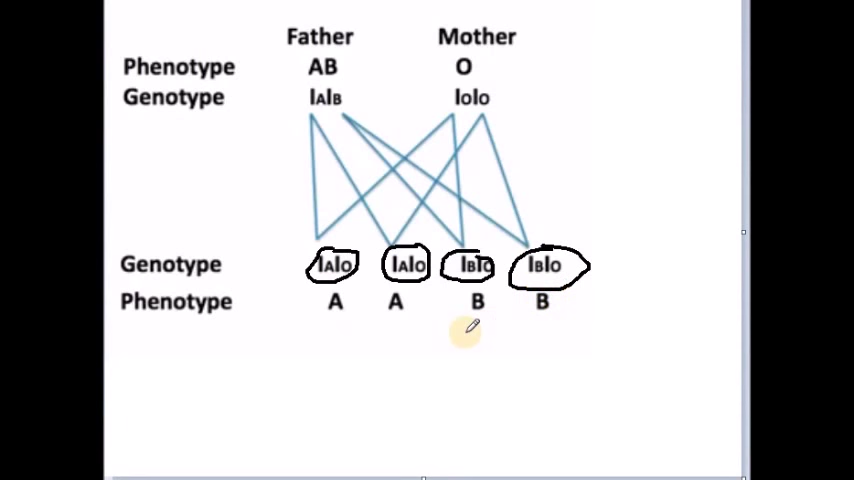 Father Mother
Phenotype AB O
Genotype IAIB IOIO
Genotype IAIO IAIO IBIO IBIO
Phenotype A A B B